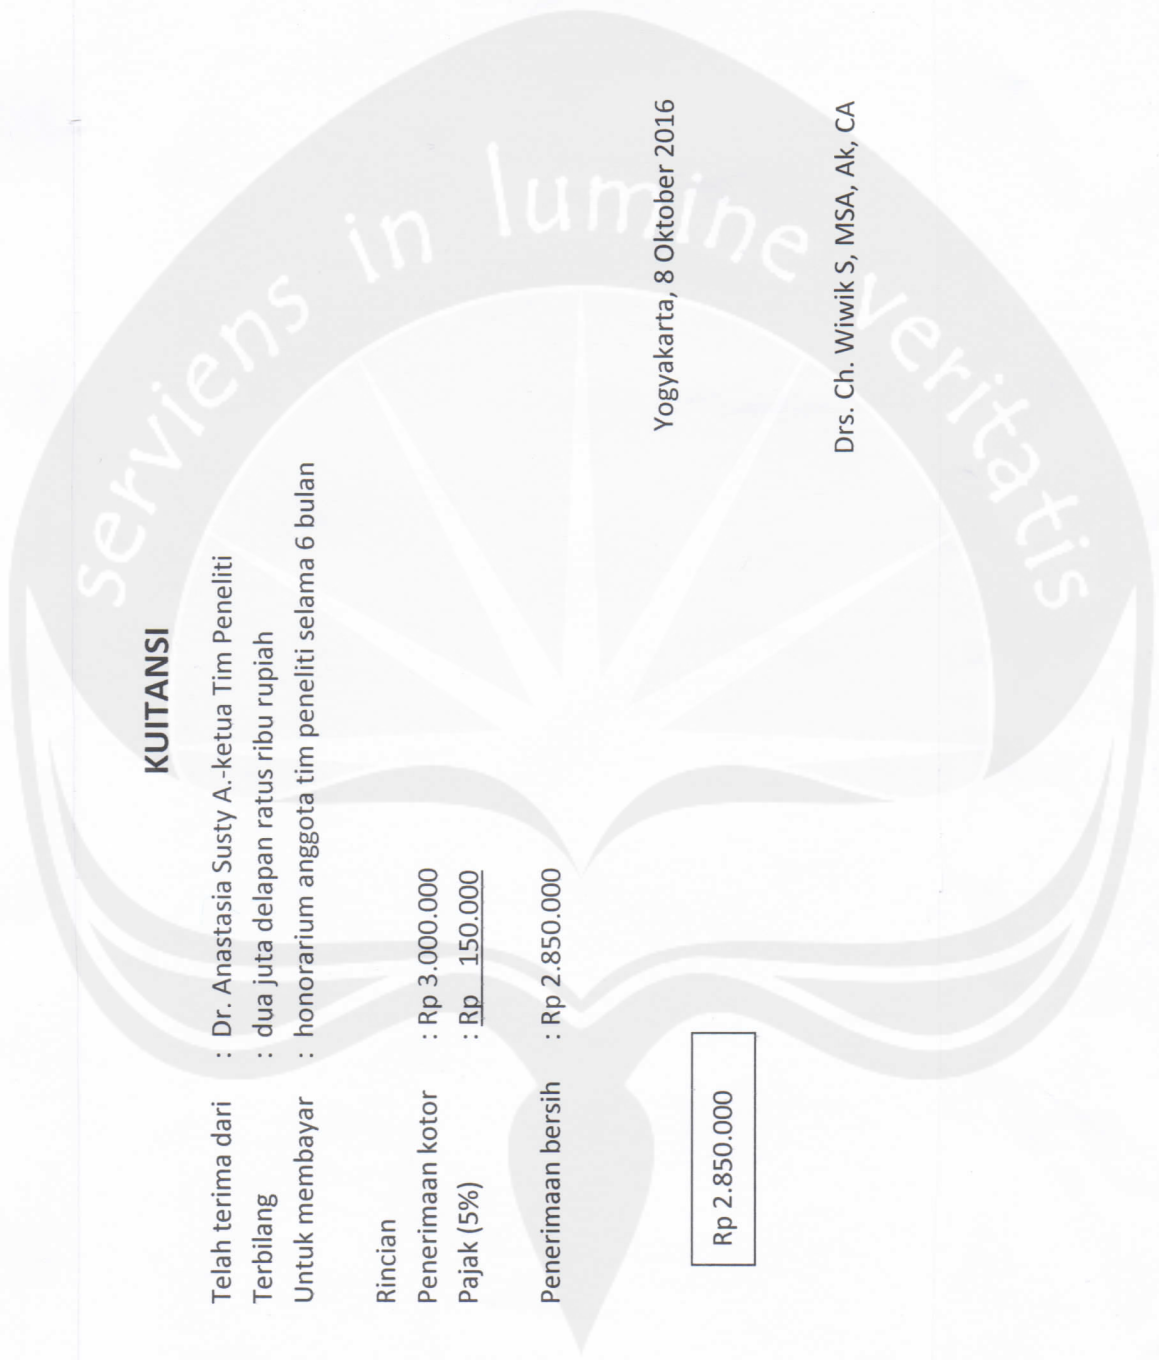 KUITANSI
Telah terima dari : Dr. Anastasia Susty A.-ketua Tim Peneliti
Terbilang : dua juta delapan ratus ribu rupiah
Untuk membayar : honorarium anggota tim peneliti selama 6 bulan
Rincian
Penerimaan kotor : Rp 3.000.000
Pajak (5%) : Rp 150.000
Penerimaan bersih : Rp 2.850.000
Rp 2.850.000
Yogyakarta, 8 Oktober 2016
Drs. Ch. Wiwik S, MSA, Ak, CA
serviens in lumine veritatis